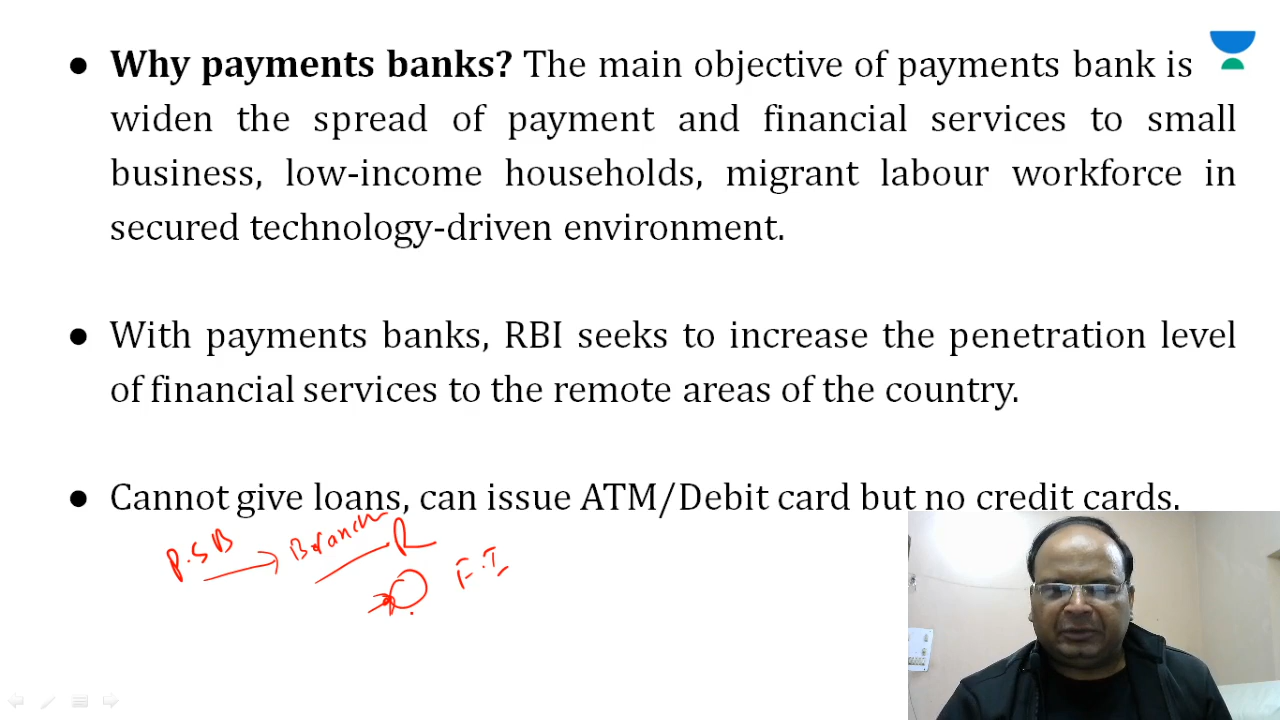 ● Why payments banks? The main objective of payments bank is
widen the spread of payment and financial services to small
business, low-income households, migrant labour workforce in
secured technology-driven environment.
● With payments banks, RBI seeks to increase the penetration level
of financial services to the remote areas of the country.
● Cannot give loans, can issue ATM/Debit card but no credit cards.
P.S.B → Branch R
F.I